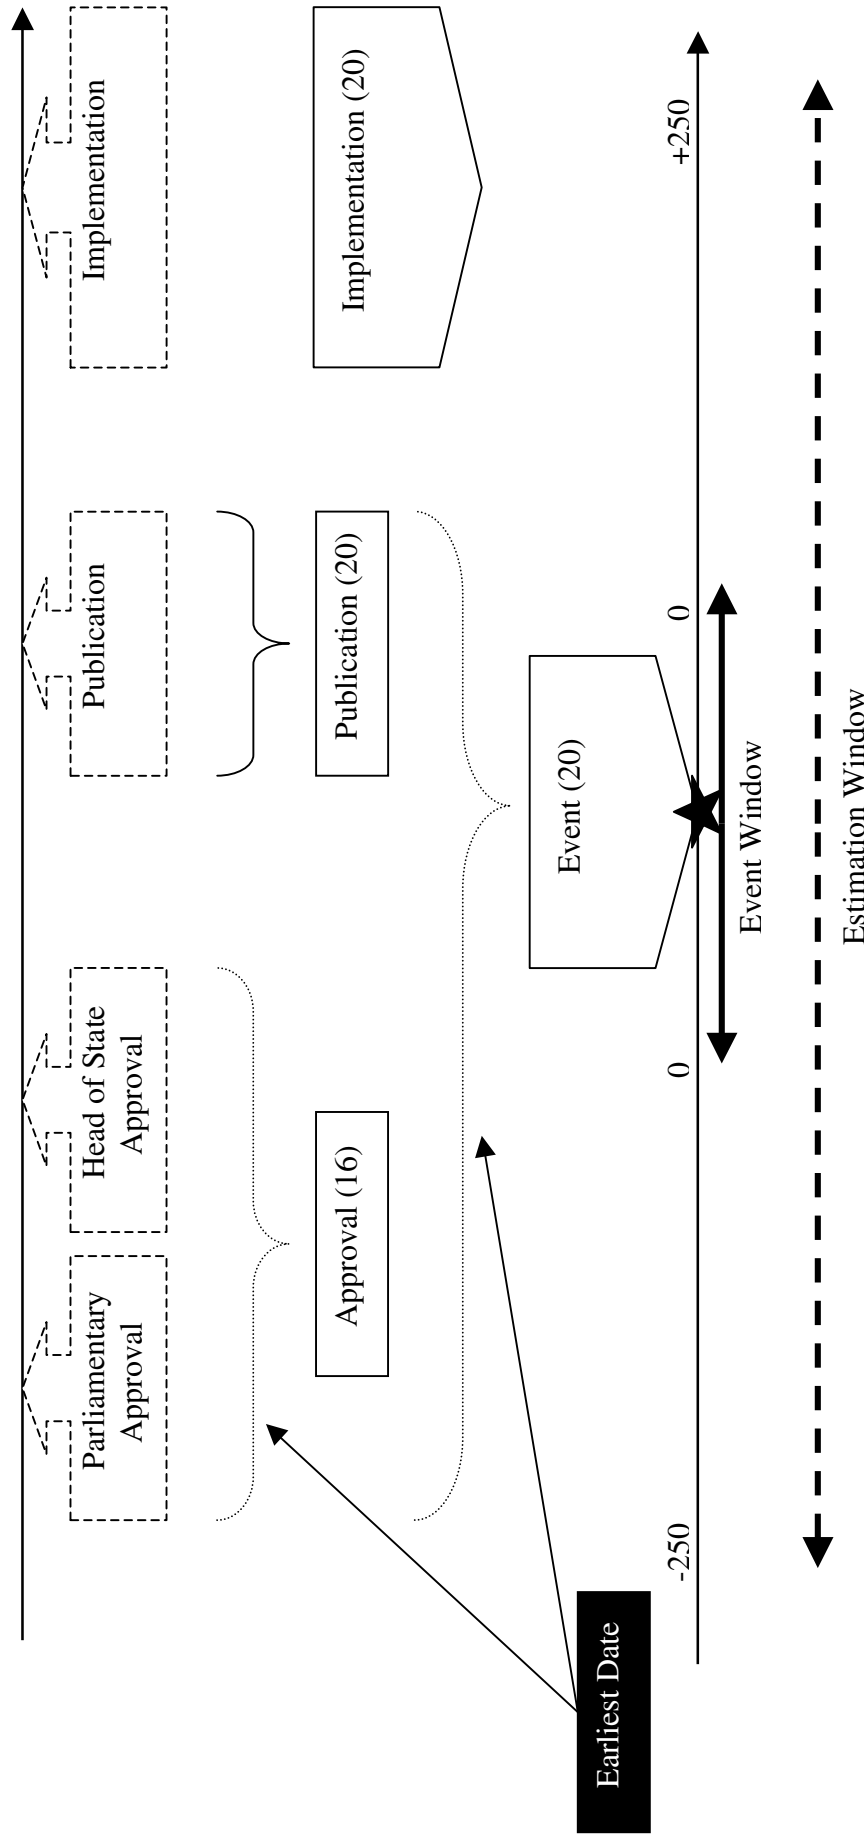 Parliamentary
Approval
Head of State
Approval
Publication
Implementation
Approval (16)
Publication (20)
Implementation (20)
Event (20)
Earliest Date
-250
0
0
+250
Event Window
Estimation Window